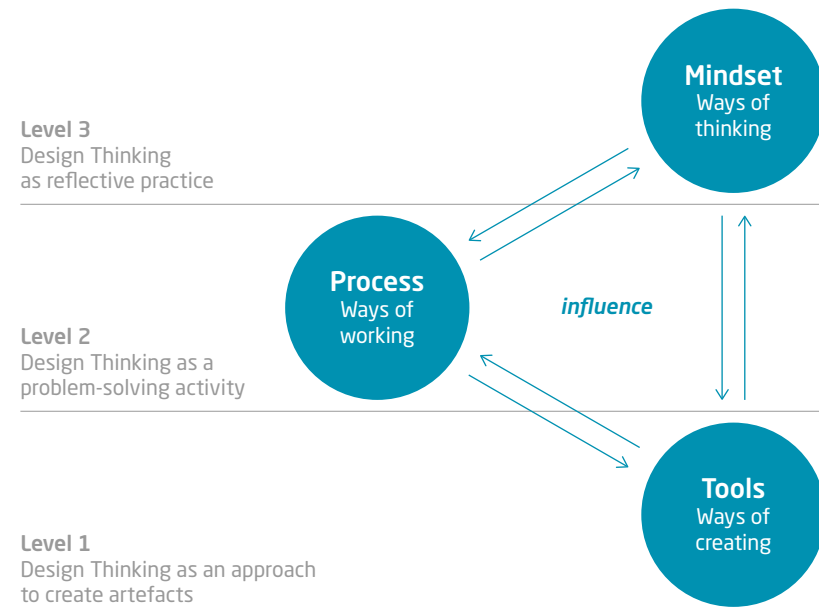 Mindset
Ways of
thinking
Level 3
Design Thinking
as reflective practice
Process
Ways of
working
influence
Level 2
Design Thinking as a
problem-solving activity
Tools
Ways of
creating
Level 1
Design Thinking as an approach
to create artefacts